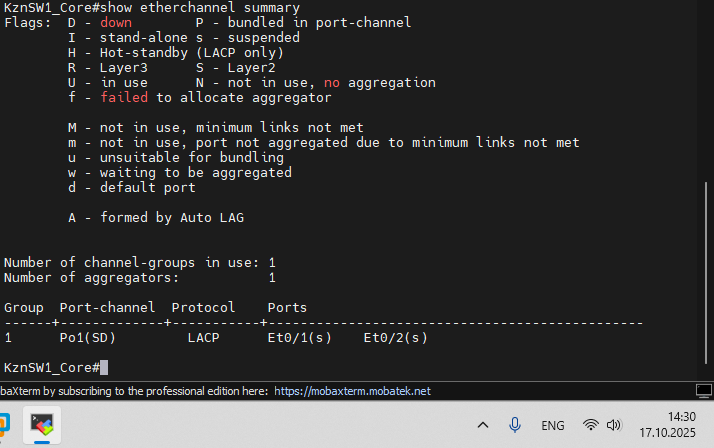 KznSW1_Core#show etherchannel summary
Flags:  D - down        P - bundled in port-channel
        I - stand-alone s - suspended
        H - Hot-standby (LACP only)
        R - Layer3      S - Layer2
        U - in use      N - not in use, no aggregation
        f - failed to allocate aggregator

        M - not in use, minimum links not met
        m - not in use, port not aggregated due to minimum links not met
        u - unsuitable for bundling
        w - waiting to be aggregated
        d - default port

        A - formed by Auto LAG


Number of channel-groups in use: 1
Number of aggregators:           1

Group  Port-channel  Protocol    Ports
------+-------------+-----------+-----------------------------------------------
1      Po1(SD)         LACP      Et0/1(s)    Et0/2(s)

KznSW1_Core#
baXterm by subscribing to the professional edition here: https://mobaxterm.mobatek.net
ENG
14:30
17.10.2025